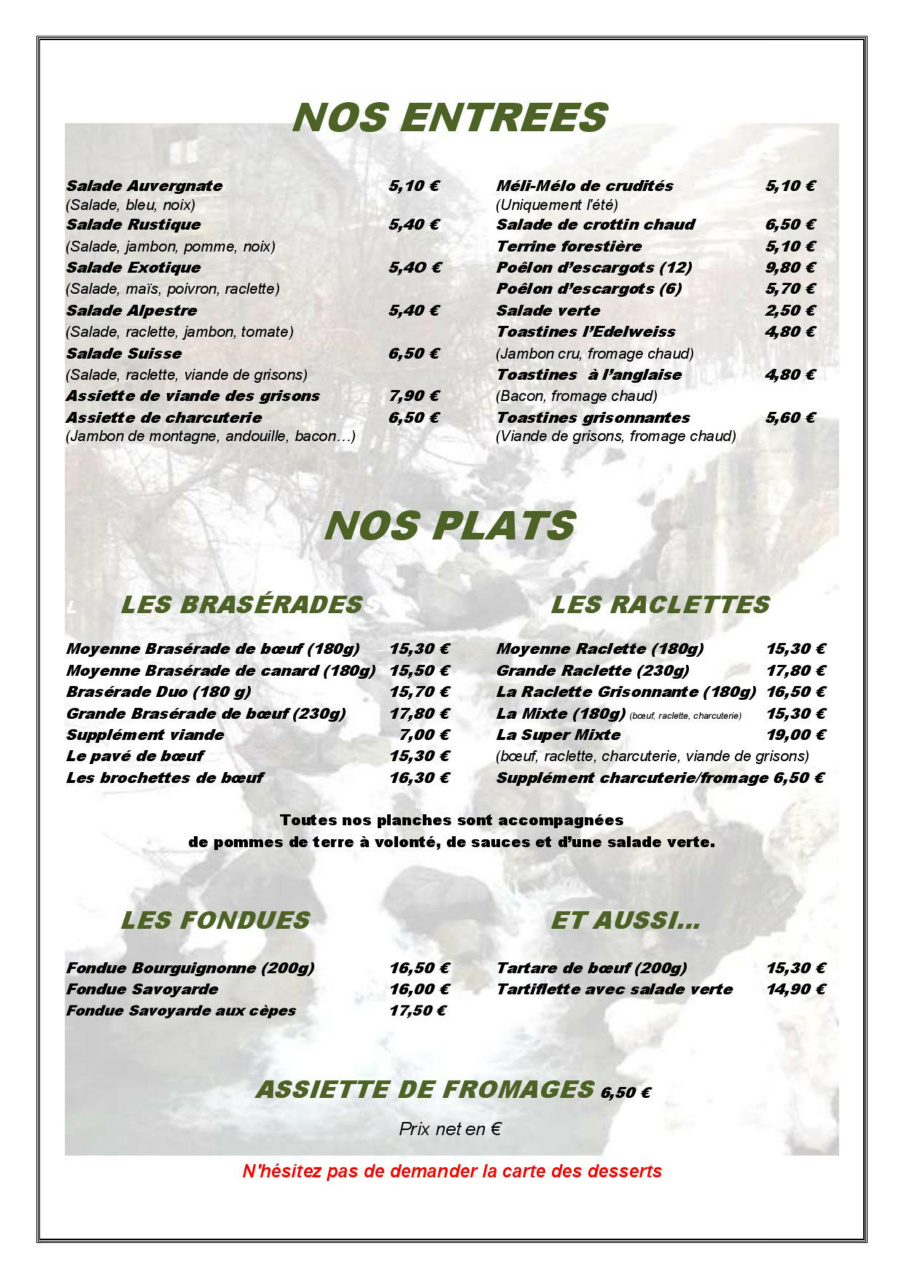 NOS ENTREES
Salade Auvergnate 5,10 €
(Salade, bleu, noix)
Salade Rustique 5,40 €
(Salade, jambon, pomme, noix)
Salade Exotique 5,4O €
(Salade, maïs, poivron, raclette)
Salade Alpestre 5,40 €
(Salade, raclette, jambon, tomate)
Salade Suisse 6,50 €
(Salade, raclette, viande de grisons)
Assiette de viande des grisons 7,90 €
Assiette de charcuterie 6,50 €
(Jambon de montagne, andouille, bacon…)
Méli-Mélo de crudités 5,10 €
(Uniquement l'été)
Salade de crottin chaud 6,50 €
Terrine forestière 5,10 €
Poêlon d’escargots (12) 9,80 €
Poêlon d’escargots (6) 5,70 €
Salade verte 2,50 €
Toastines l’Edelweiss 4,80 €
(Jambon cru, fromage chaud)
Toastines à l’anglaise 4,80 €
(Bacon, fromage chaud)
Toastines grisonnantes 5,60 €
(Viande de grisons, fromage chaud)
NOS PLATS
L LES BRASÉRADES S
Moyenne Brasérade de bœuf (180g) 15,30 €
Moyenne Brasérade de canard (180g) 15,50 €
Brasérade Duo (180 g) 15,70 €
Grande Brasérade de bœuf (230g) 17,80 €
Supplément viande 7,00 €
Le pavé de bœuf 15,30 €
Les brochettes de bœuf 16,30 €
LES RACLETTES
Moyenne Raclette (180g) 15,30 €
Grande Raclette (230g) 17,80 €
La Raclette Grisonnante (180g) 16,50 €
La Mixte (180g) (bœuf, raclette, charcuterie) 15,30 €
La Super Mixte 19,00 €
(bœuf, raclette, charcuterie, viande de grisons)
Supplément charcuterie/fromage 6,50 €
Toutes nos planches sont accompagnées
de pommes de terre à volonté, de sauces et d’une salade verte.
LES FONDUES
Fondue Bourguignonne (200g) 16,50 €
Fondue Savoyarde 16,00 €
Fondue Savoyarde aux cèpes 17,50 €
ET AUSSI…
Tartare de bœuf (200g) 15,30 €
Tartiflette avec salade verte 14,90 €
ASSIETTE DE FROMAGES 6,50 €
Prix net en €
N'hésitez pas de demander la carte des desserts